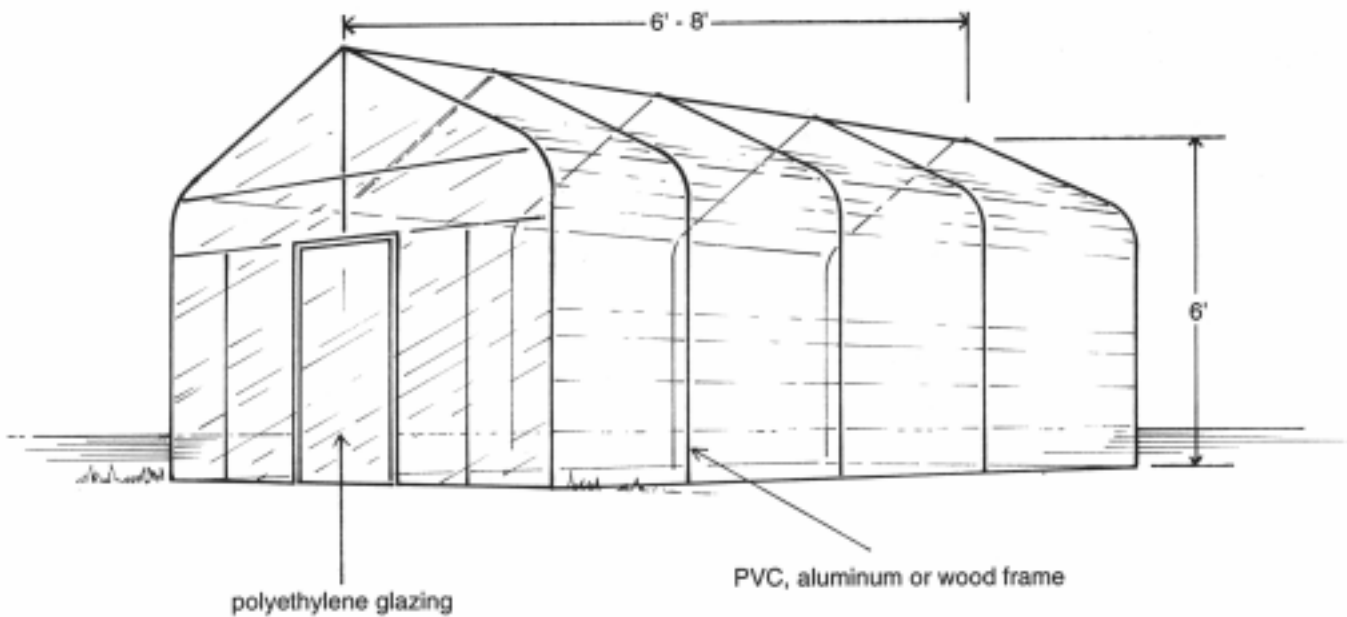 6' - 8'
6'
PVC, aluminum or wood frame
polyethylene glazing